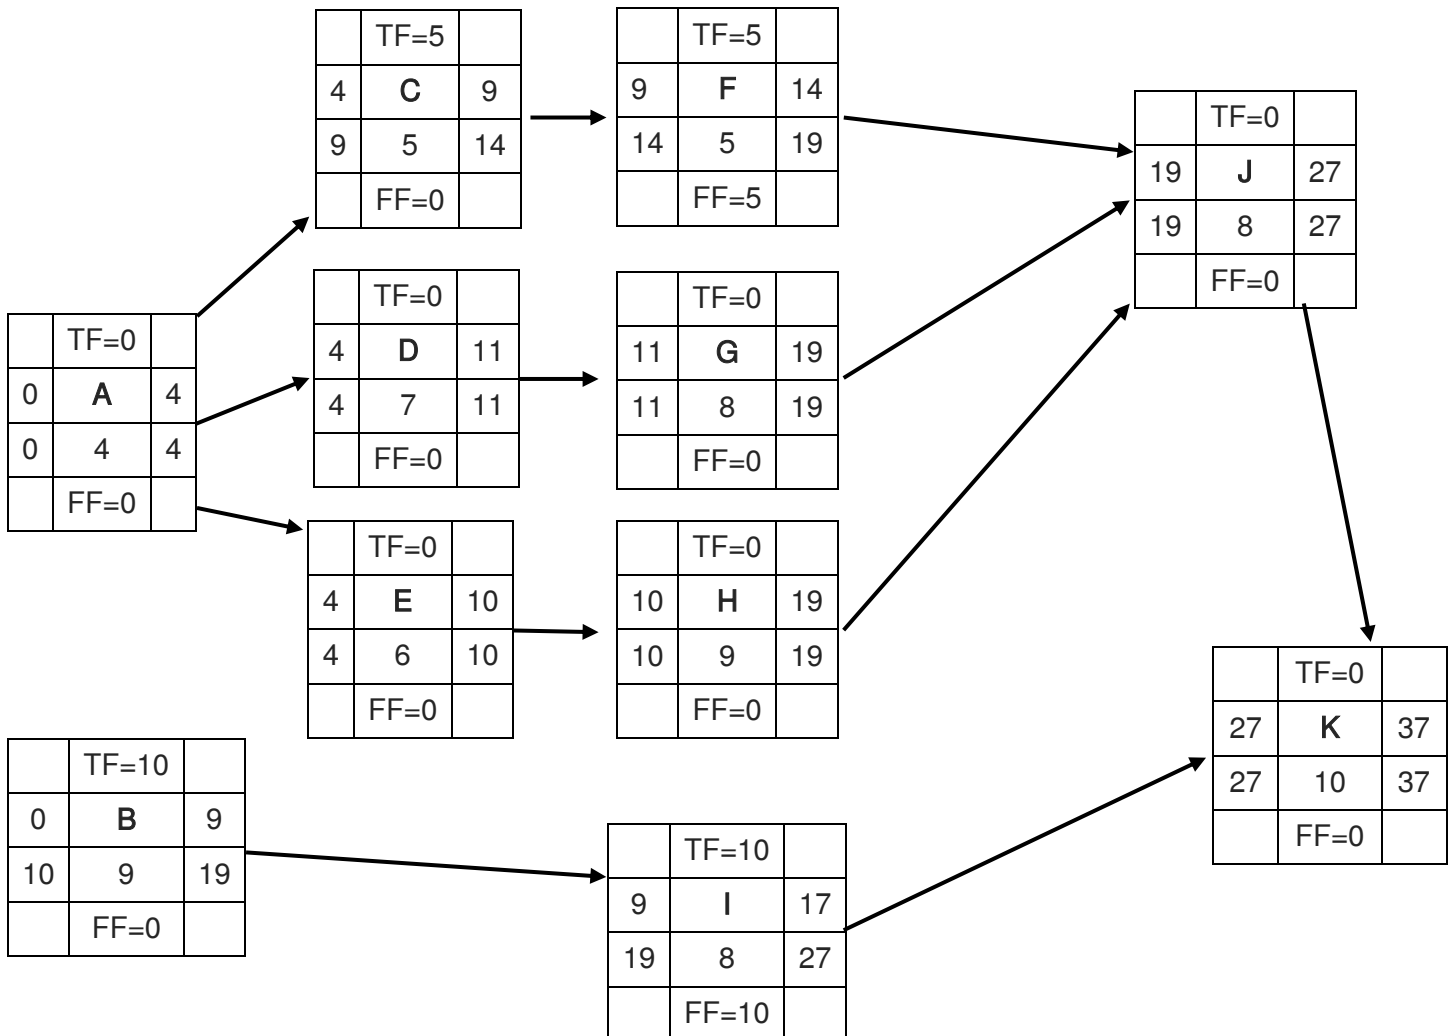 TF=5
4 C 9
9 5 14
FF=0
TF=5
9 F 14
14 5 19
FF=5
TF=0
19 J 27
19 8 27
FF=0
TF=0
0 A 4
0 4 4
FF=0
TF=0
4 D 11
4 7 11
FF=0
TF=0
11 G 19
11 8 19
FF=0
TF=0
4 E 10
4 6 10
FF=0
TF=0
10 H 19
10 9 19
FF=0
TF=0
27 K 37
27 10 37
FF=0
TF=10
0 B 9
10 9 19
FF=0
TF=10
9 I 17
19 8 27
FF=10